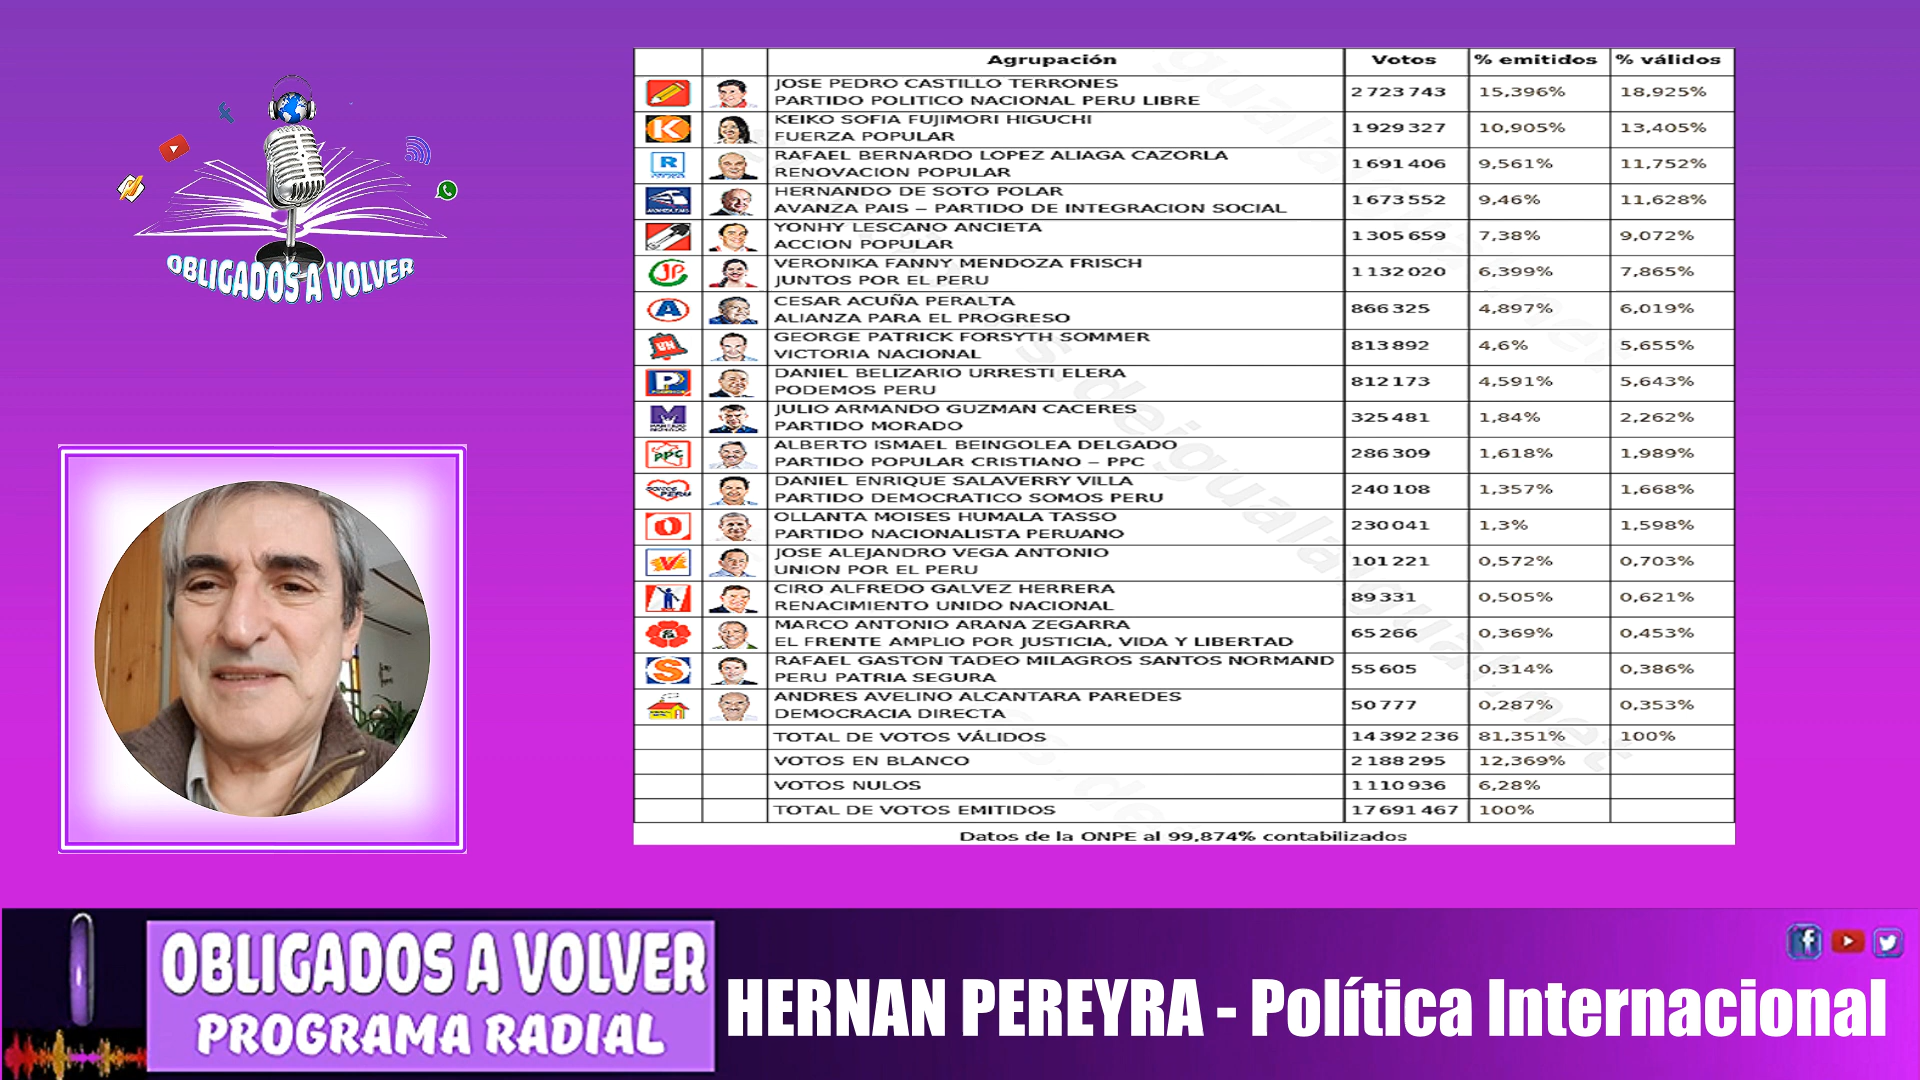 OBLIGADOS A VOLVER
Agrupación Votos % emitidos % válidos
JOSE PEDRO CASTILLO TERRONES
PARTIDO POLITICO NACIONAL PERU LIBRE
2 723 743 15,396% 18,925%
K
KEIKO SOFIA FUJIMORI HIGUCHI
FUERZA POPULAR
1 929 327 10,905% 13,405%
R
RAFAEL BERNARDO LOPEZ ALIAGA CAZORLA
RENOVACION POPULAR
1 691 406 9,561% 11,752%
HERNANDO DE SOTO POLAR
AVANZA PAIS – PARTIDO DE INTEGRACION SOCIAL
1 673 552 9,46% 11,628%
YONHY LESCANO ANCIETA
ACCION POPULAR
1 305 659 7,38% 9,072%
JP
VERONIKA FANNY MENDOZA FRISCH
JUNTOS POR EL PERU
1 132 020 6,399% 7,865%
A
CESAR ACUÑA PERALTA
ALIANZA PARA EL PROGRESO
866 325 4,897% 6,019%
VN
GEORGE PATRICK FORSYTH SOMMER
VICTORIA NACIONAL
813 892 4,6% 5,655%
P
DANIEL BELIZARIO URRESTI ELERA
PODEMOS PERU
812 173 4,591% 5,643%
M
JULIO ARMANDO GUZMAN CACERES
PARTIDO MORADO
325 481 1,84% 2,262%
PPC
ALBERTO ISMAEL BEINGOLEA DELGADO
PARTIDO POPULAR CRISTIANO – PPC
286 309 1,618% 1,989%
DANIEL ENRIQUE SALAVERRY VILLA
PARTIDO DEMOCRATICO SOMOS PERU
240 108 1,357% 1,668%
O
OLLANTA MOISES HUMALA TASSO
PARTIDO NACIONALISTA PERUANO
230 041 1,3% 1,598%
V
JOSE ALEJANDRO VEGA ANTONIO
UNION POR EL PERU
101 221 0,572% 0,703%
CIRO ALFREDO GALVEZ HERRERA
RENACIMIENTO UNIDO NACIONAL
89 331 0,505% 0,621%
MARCO ANTONIO ARANA ZEGARRA
EL FRENTE AMPLIO POR JUSTICIA, VIDA Y LIBERTAD
65 266 0,369% 0,453%
S
RAFAEL GASTON TADEO MILAGROS SANTOS NORMAND
PERU PATRIA SEGURA
55 605 0,314% 0,386%
ANDRES AVELINO ALCANTARA PAREDES
DEMOCRACIA DIRECTA
50 777 0,287% 0,353%
TOTAL DE VOTOS VÁLIDOS 14 392 236 81,351% 100%
VOTOS EN BLANCO 2 188 295 12,369%
VOTOS NULOS 1 110 936 6,28%
TOTAL DE VOTOS EMITIDOS 17 691 467 100%
Datos de la ONPE al 99,874% contabilizados
OBLIGADOS A VOLVER
PROGRAMA RADIAL
HERNAN PEREYRA - Política Internacional